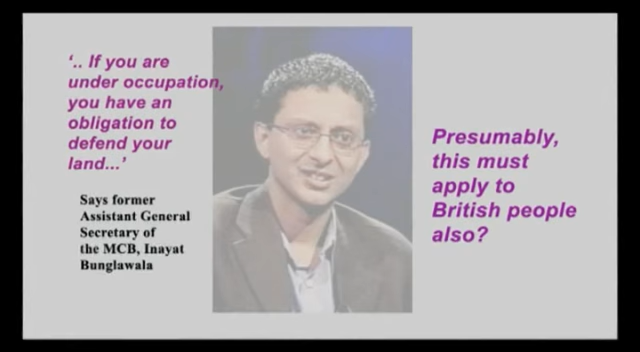 ‘.. If you are
under occupation,
you have an
obligation to
defend your
land...’
Says former
Assistant General
Secretary of
the MCB, Inayat
Bunglawala
Presumably,
this must
apply to
British people
also?